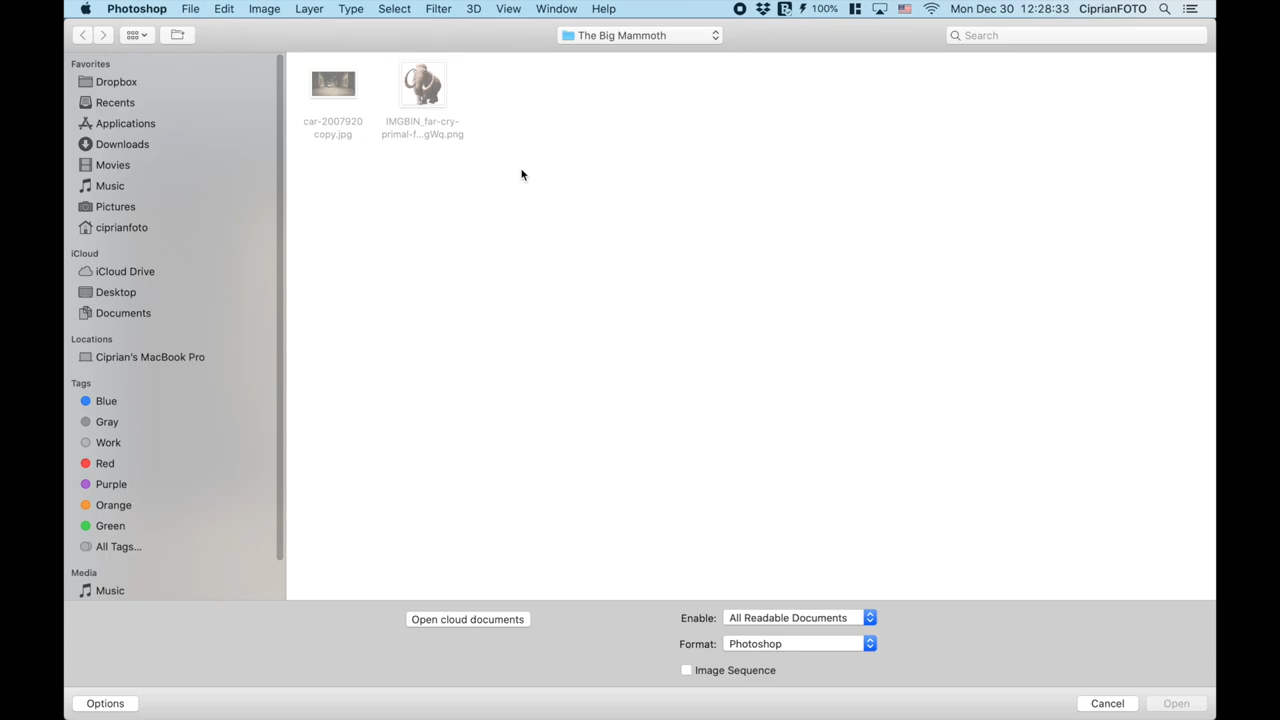 Photoshop File Edit Image Layer Type Select Filter 3D View Window Help 100% Mon Dec 30 12:28:33 CiprianFOTO
The Big Mammoth
Search
Favorites
Dropbox
Recents
Applications
Downloads
Movies
Music
Pictures
ciprianfoto
iCloud
iCloud Drive
Desktop
Documents
Locations
Ciprian's MacBook Pro
Tags
Blue
Gray
Work
Red
Purple
Orange
Green
All Tags...
Media
Music
car-2007920
copy.jpg
IMGBIN_far-cry-
primal-f...gWq.png
Open cloud documents
Enable: All Readable Documents
Format: Photoshop
Image Sequence
Options
Cancel
Open